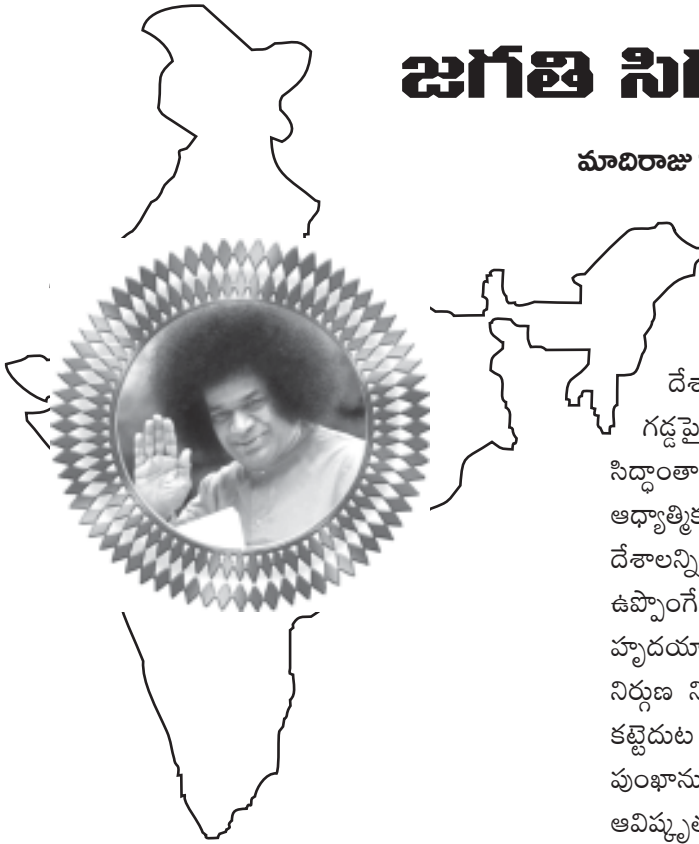 జగతి సిరి
మాదిరాజు
దేశ
గడ్డపై
సిద్ధాంతా
ఆధ్యాత్మిక
దేశాలన్ని
ఉప్పొంగే
హృదయా
నిర్గుణ ని
కట్టెదుట
పుంఖాను
ఆవిష్కృత